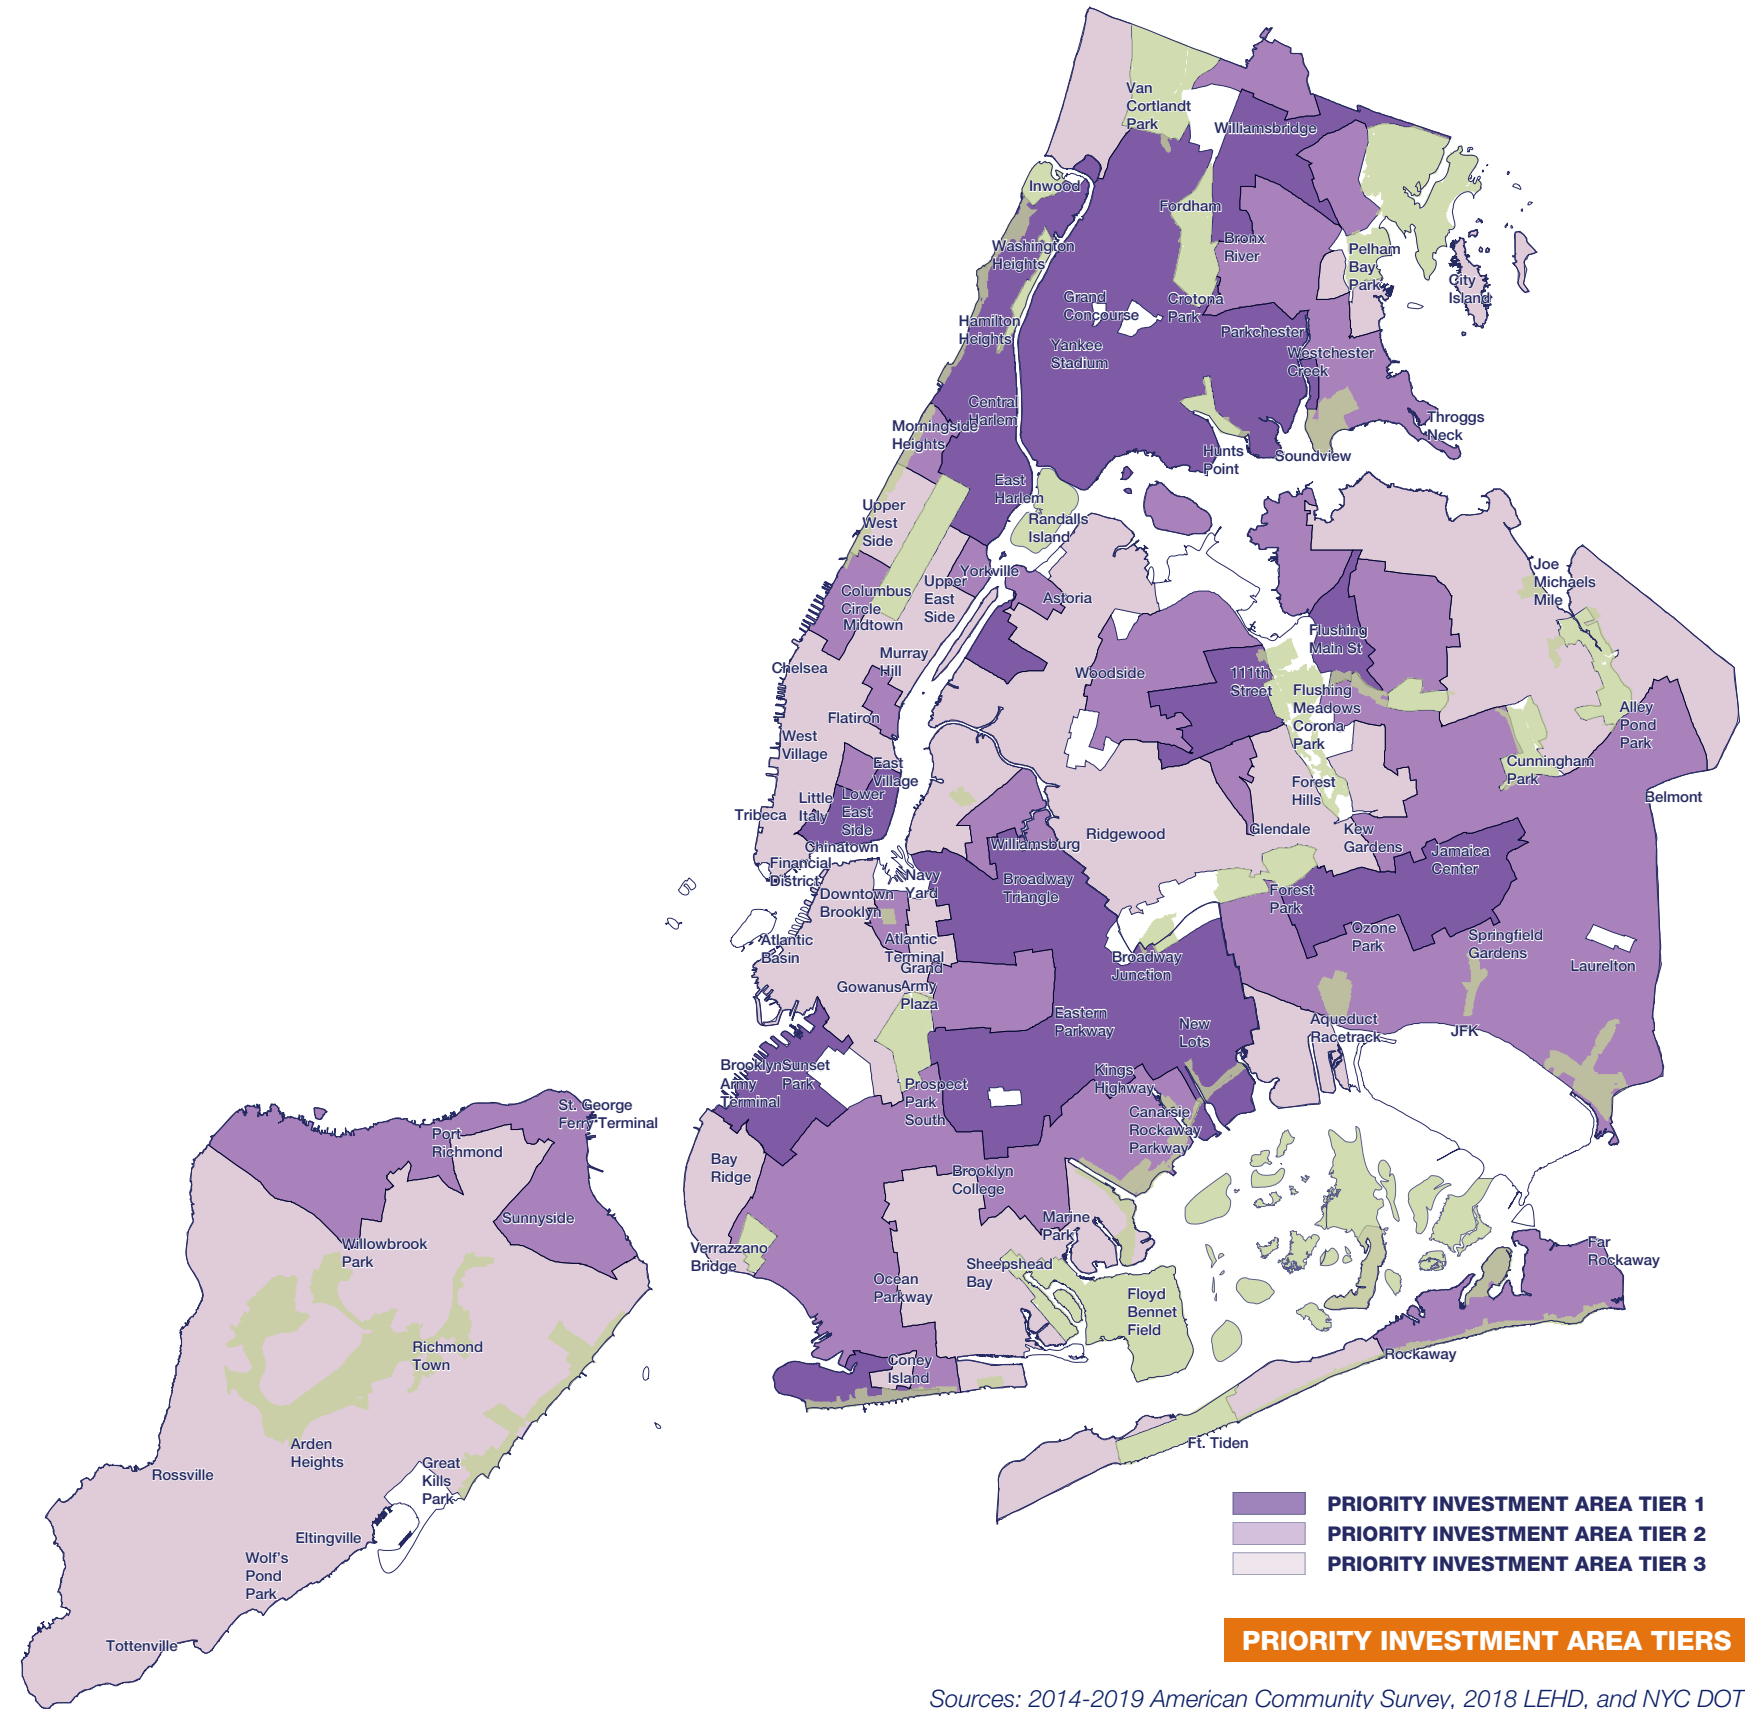 Van
Cortlandt
Park
Williamsbridge
Inwood
Fordham
Washington
Heights
Bronx
River
Pelham
Bay
Park
City
Island
Grand
Concourse
Crotona
Park
Hamilton
Heights
Yankee
Stadium
Parkchester
Westchester
Creek
Central
Harlem
Morningside
Heights
Throggs
Neck
Hunts
Point
Soundview
East
Harlem
Upper
West
Side
Randalls
Island
Yorkville
Upper
East
Side
Columbus
Circle
Midtown
Astoria
Joe
Michaels
Mile
Murray
Hill
Flushing
Main St
Chelsea
Woodside
111th
Street
Flushing
Meadows
Corona
Park
Flatiron
West
Village
Alley
Pond
Park
East
Village
Cunningham
Park
Little
Italy
Lower
East
Side
Forest
Hills
Belmont
Tribeca
Chinatown
Williamsburg
Ridgewood
Glendale
Kew
Gardens
Jamaica
Center
Financial
District
Navy
Yard
Broadway
Triangle
Downtown
Brooklyn
Forest
Park
Atlantic
Basin
Atlantic
Terminal
Ozone
Park
Springfield
Gardens
Laurelton
Broadway
Junction
Gowanus
Grand
Army
Plaza
Eastern
Parkway
New
Lots
Aqueduct
Racetrack
JFK
Brooklyn
Army
Terminal
Sunset
Park
Kings
Highway
Prospect
Park
South
Canarsie
Rockaway
Parkway
St. George
Ferry Terminal
Port
Richmond
Bay
Ridge
Brooklyn
College
Sunnyside
Marine
Park
Willowbrook
Park
Verrazzano
Bridge
Far
Rockaway
Sheepshead
Bay
Ocean
Parkway
Floyd
Bennet
Field
Richmond
Town
Coney
Island
Rockaway
Ft. Tiden
Arden
Heights
Rossville
Great
Kills
Park
Eltingville
Wolf's
Pond
Park
Tottenville
PRIORITY INVESTMENT AREA TIER 1
PRIORITY INVESTMENT AREA TIER 2
PRIORITY INVESTMENT AREA TIER 3
PRIORITY INVESTMENT AREA TIERS
Sources: 2014-2019 American Community Survey, 2018 LEHD, and NYC DOT